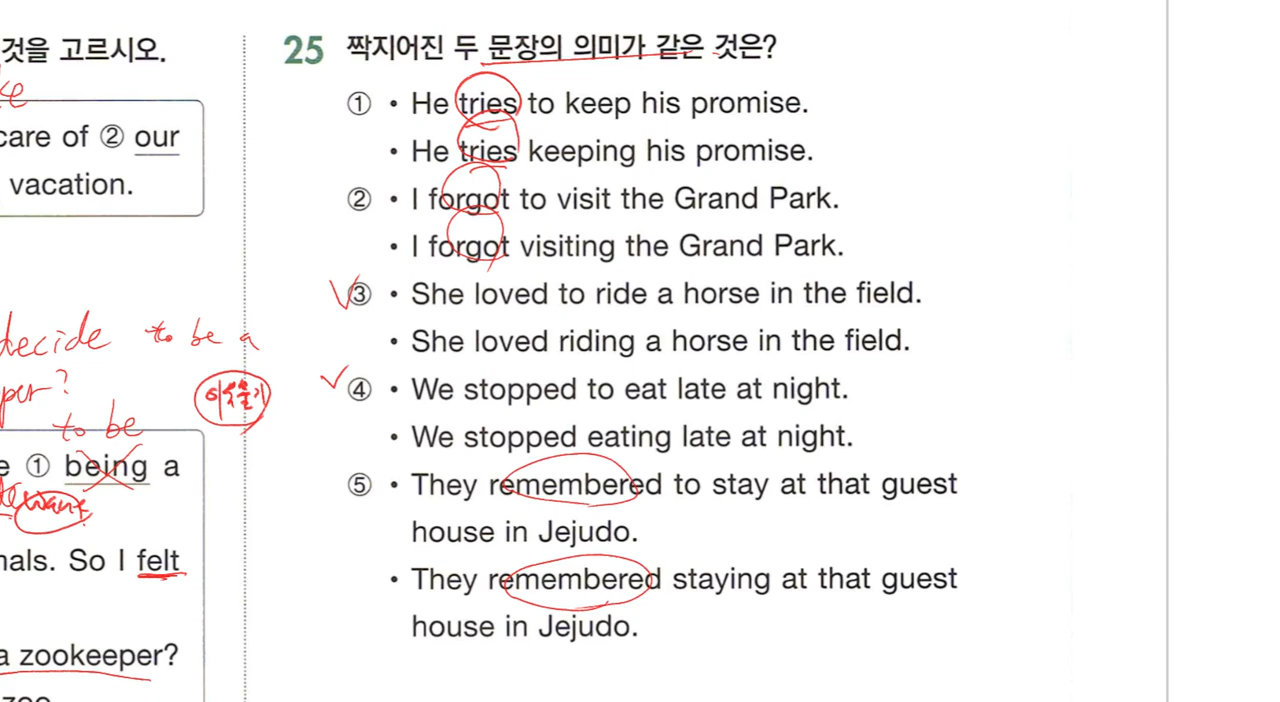 것을 고르시오.
ke
care of ② our
vacation.
decide to be a
per?
이유불가
to be
e ① being a
want
nals. So I felt
a zookeeper?
zoo
25 짝지어진 두 문장의 의미가 같은 것은?
① • He tries to keep his promise.
• He tries keeping his promise.
② • I forgot to visit the Grand Park.
• I forgot visiting the Grand Park.
③ • She loved to ride a horse in the field.
• She loved riding a horse in the field.
④ • We stopped to eat late at night.
• We stopped eating late at night.
⑤ • They remembered to stay at that guest
house in Jejudo.
• They remembered staying at that guest
house in Jejudo.